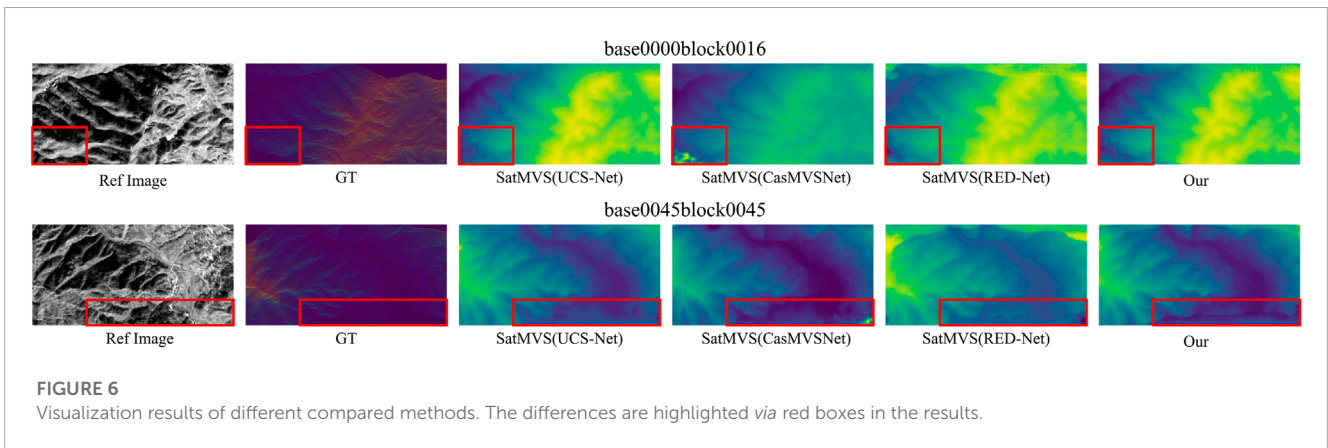 base0000block0016
Ref Image GT SatMVS(UCS-Net) SatMVS(CasMVSNet) SatMVS(RED-Net) Our
base0045block0045
Ref Image GT SatMVS(UCS-Net) SatMVS(CasMVSNet) SatMVS(RED-Net) Our
FIGURE 6
Visualization results of different compared methods. The differences are highlighted via red boxes in the results.